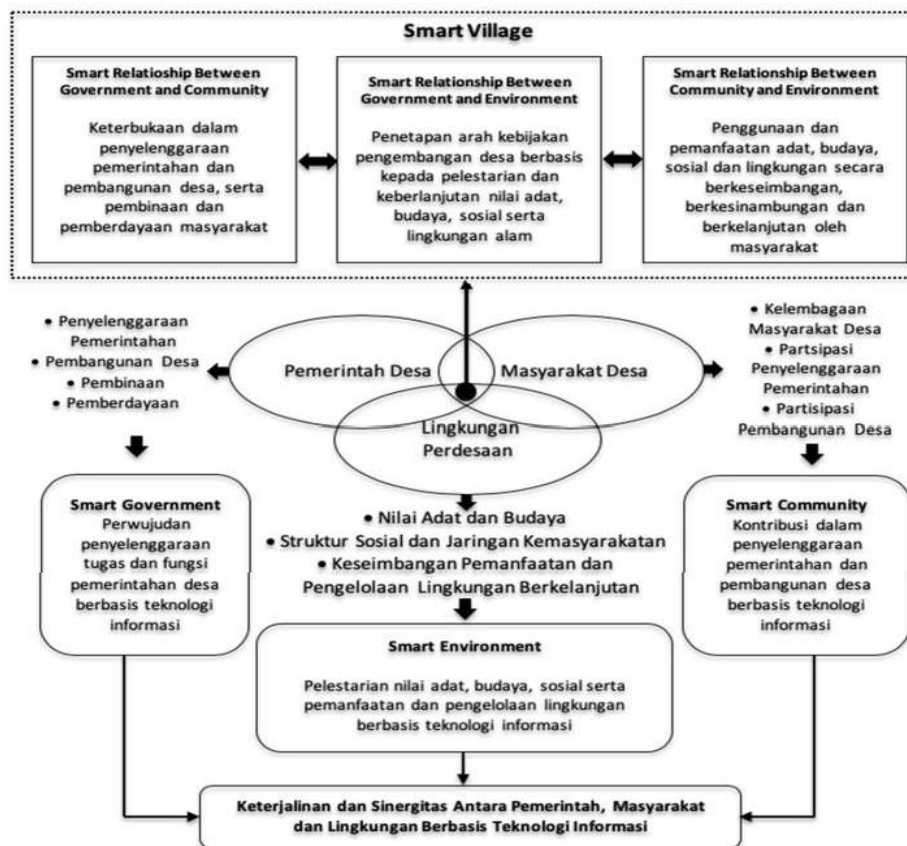 Smart Village
Smart Relatioship Between
Government and Community
Keterbukaan dalam
penyelenggaraan
pemerintahan dan
pembangunan desa, serta
pembinaan dan
pemberdayaan masyarakat
Smart Relationship Between
Government and Environment
Penetapan arah kebijakan
pengembangan desa berbasis
kepada pelestarian dan
keberlanjutan nilai adat,
budaya, sosial serta
lingkungan alam
Smart Relationship Between
Community and Environment
Penggunaan dan
pemanfaatan adat, budaya,
sosial dan lingkungan secara
berkeseimbangan,
berkesinambungan dan
berkelanjutan oleh
masyarakat
• Penyelenggaraan
Pemerintahan
• Pembangunan Desa
• Pembinaan
• Pemberdayaan
Pemerintah Desa
Masyarakat Desa
Lingkungan
Perdesaan
• Kelembagaan
Masyarakat Desa
• Partsipasi
Penyelenggaraan
Pemerintahan
• Partisipasi
Pembangunan Desa
Smart Government
Perwujudan
penyelenggaraan
tugas dan fungsi
pemerintahan desa
berbasis teknologi
informasi
• Nilai Adat dan Budaya
• Struktur Sosial dan Jaringan Kemasyarakatan
• Keseimbangan Pemanfaatan dan
Pengelolaan Lingkungan Berkelanjutan
Smart Community
Kontribusi dalam
penyelenggaraan
pemerintahan dan
pembangunan desa
berbasis teknologi
informasi
Smart Environment
Pelestarian nilai adat, budaya, sosial serta
pemanfaatan dan pengelolaan lingkungan
berbasis teknologi informasi
Keterjalinan dan Sinergitas Antara Pemerintah, Masyarakat
dan Lingkungan Berbasis Teknologi Informasi